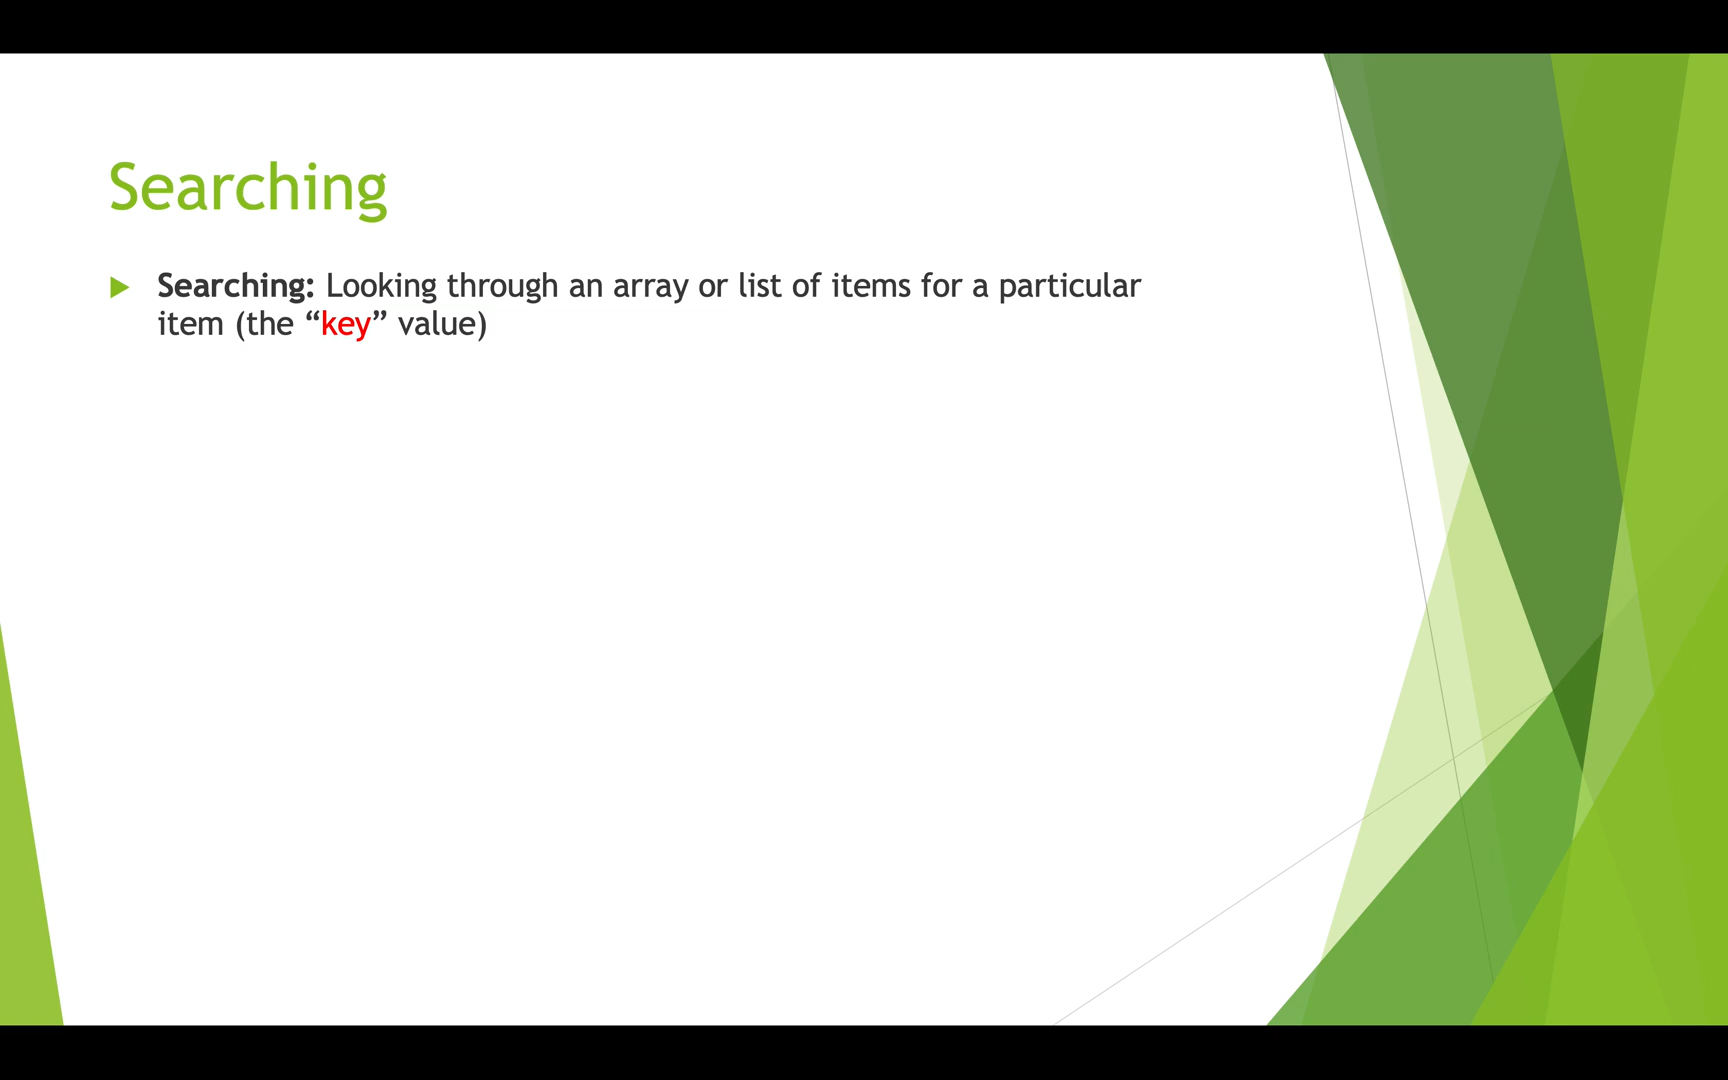 Searching
Searching: Looking through an array or list of items for a particular
item (the “key” value)